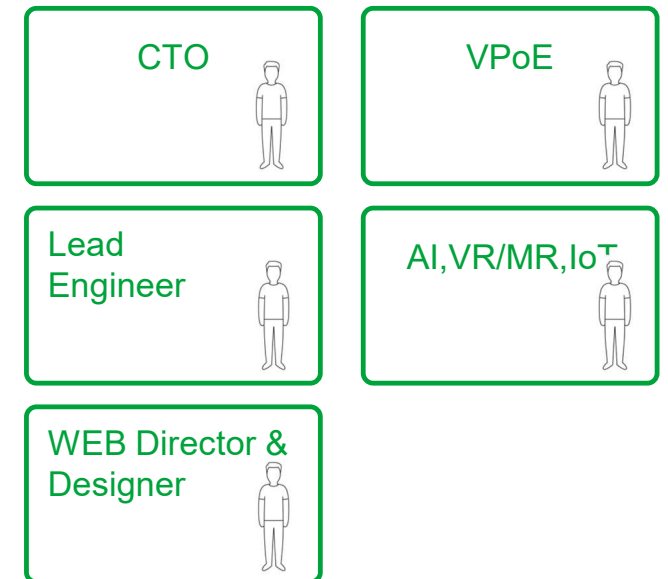 CTO
VPoE
Lead
Engineer
AI,VR/MR,IoT
WEB Director &
Designer